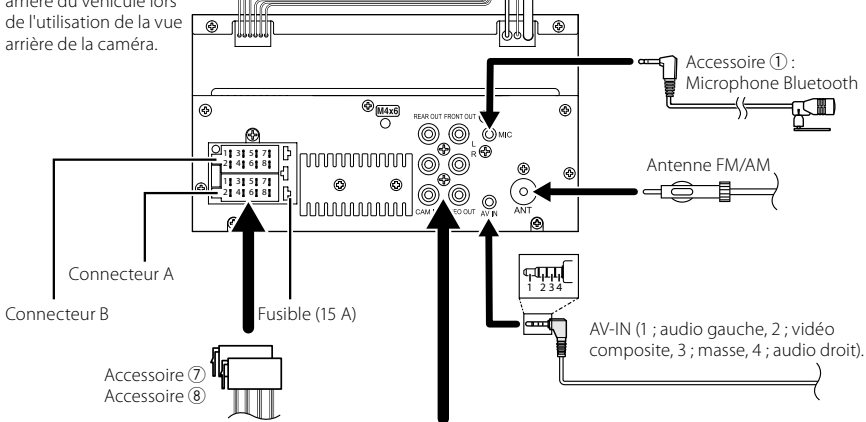 arrière du véhicule lors
de l'utilisation de la vue
arrière de la caméra.
Accessoire ① :
Microphone Bluetooth
M4x6
REAR OUT FRONT OUT
L
R
MIC
1 3 5 7
2 4 6 8
1 3 5 7
2 4 6 8
Antenne FM/AM
CAM
OUT
AV IN
ANT
Connecteur A
Connecteur B
Fusible (15 A)
1 2 3 4
AV-IN (1 ; audio gauche, 2 ; vidéo
composite, 3 ; masse, 4 ; audio droit).
Accessoire ⑦
Accessoire ⑧